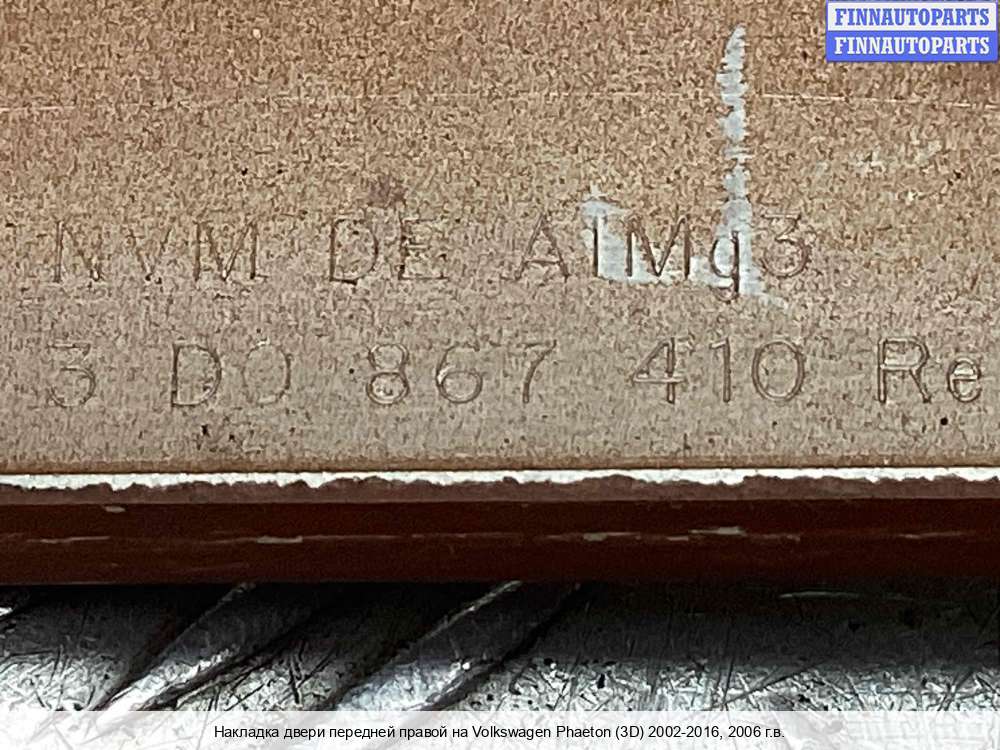 FINNAUTOPARTS
FINNAUTOPARTS
NVM DE AlMg3
3 D0 867 410 Re
Накладка двери передней правой на Volkswagen Phaeton (3D) 2002-2016, 2006 г.в.